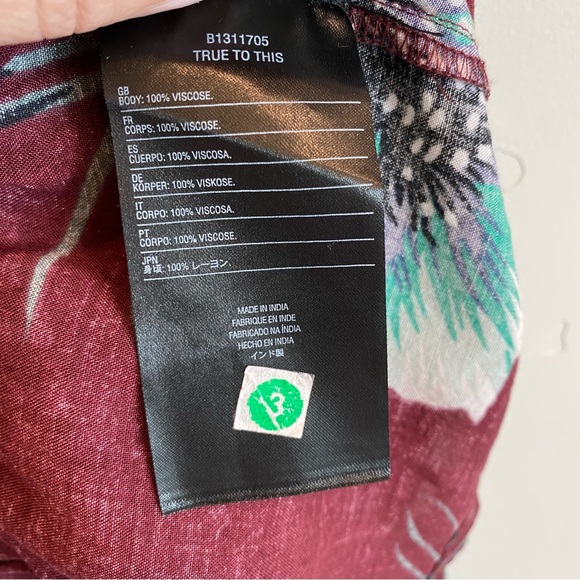 B1311705
TRUE TO THIS
GB
BODY: 100% VISCOSE.
FR
CORPS: 100% VISCOSE.
ES
CUERPO: 100% VISCOSA.
DE
KÖRPER: 100% VISKOSE.
IT
CORPO: 100% VISCOSA.
PT
CORPO: 100% VISCOSE.
JPN
身頃: 100% レーヨン.
MADE IN INDIA
FABRIQUE EN INDE
FABRICADO NA ÍNDIA
HECHO EN INDIA
インド製
3